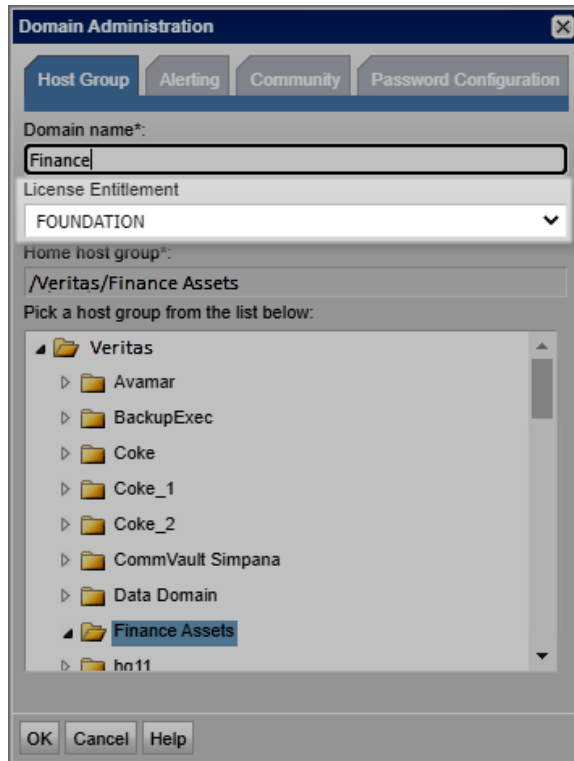 Domain Administration
Host Group Alerting Community Password Configuration
Domain name*:
Finance
License Entitlement
FOUNDATION
Home host group*:
/Veritas/Finance Assets
Pick a host group from the list below:
Veritas
Avamar
BackupExec
Coke
Coke_1
Coke_2
CommVault Simpana
Data Domain
Finance Assets
hg11
OK Cancel Help